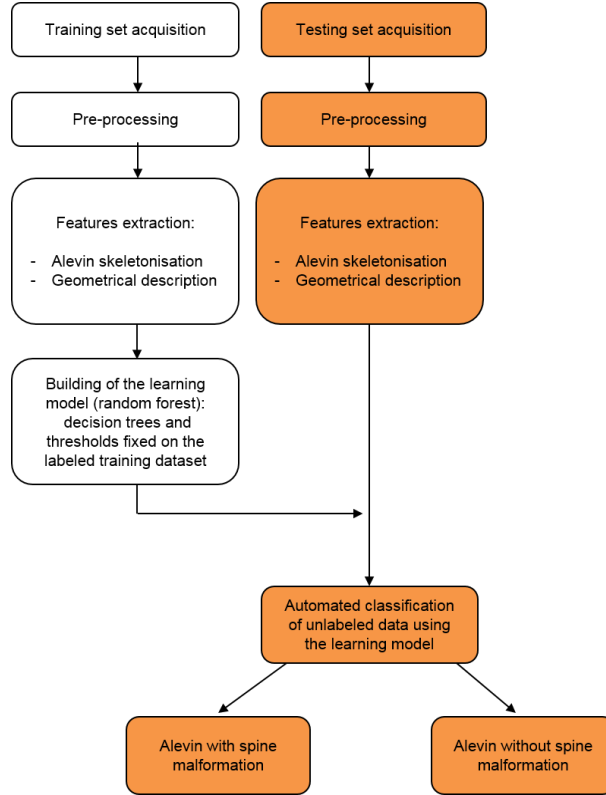 Training set acquisition
Testing set acquisition
Pre-processing
Pre-processing
Features extraction:
- Alevin skeletonisation
- Geometrical description
Features extraction:
- Alevin skeletonisation
- Geometrical description
Building of the learning
model (random forest):
decision trees and
thresholds fixed on the
labeled training dataset
Automated classification
of unlabeled data using
the learning model
Alevin with spine
malformation
Alevin without spine
malformation